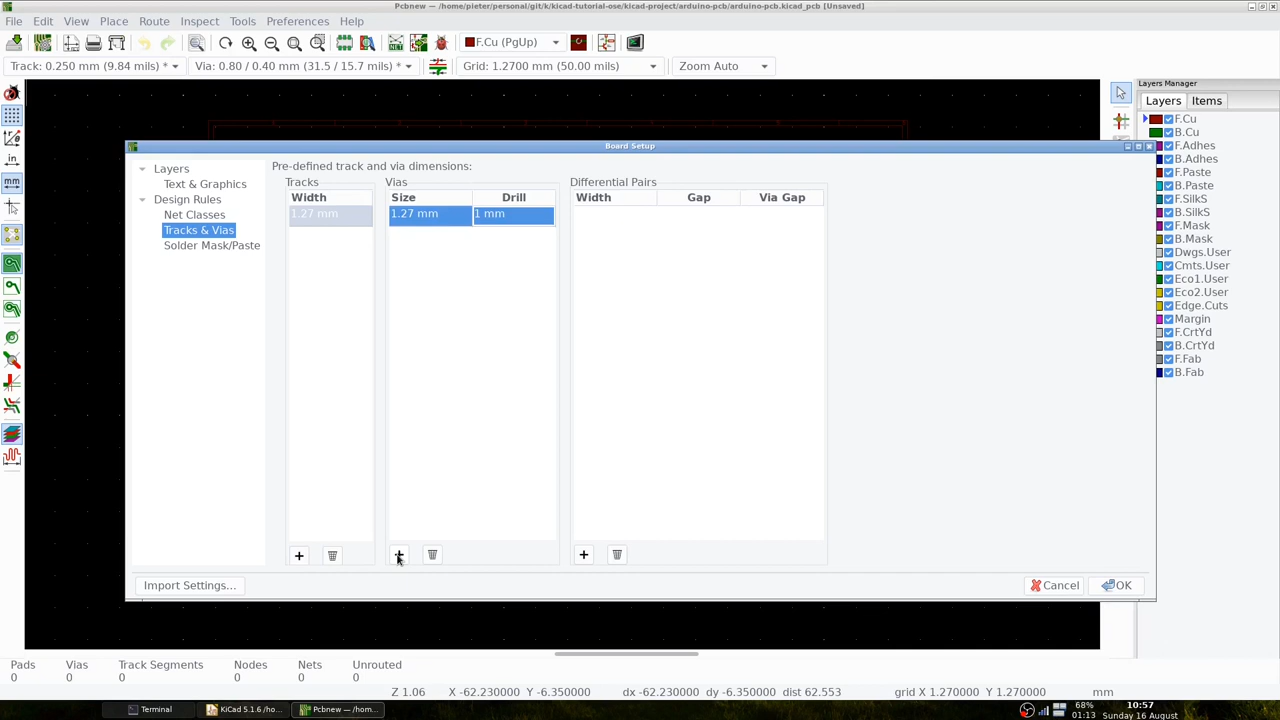 Pcbnew — /home/pieter/personal/git/k/kicad-tutorial-ose/kicad-project/arduino-pcb/arduino-pcb.kicad_pcb [Unsaved]
File Edit View Place Route Inspect Tools Preferences Help
F.Cu (PgUp)
Track: 0.250 mm (9.84 mils) * Via: 0.80 / 0.40 mm (31.5 / 15.7 mils) * Grid: 1.2700 mm (50.00 mils) Zoom Auto
Layers Manager
Layers Items
F.Cu
B.Cu
F.Adhes
B.Adhes
F.Paste
B.Paste
F.SilkS
B.SilkS
F.Mask
B.Mask
Dwgs.User
Cmts.User
Eco1.User
Eco2.User
Edge.Cuts
Margin
F.CrtYd
B.CrtYd
F.Fab
B.Fab
in
mm
Board Setup
Layers
Text & Graphics
Design Rules
Net Classes
Tracks & Vias
Solder Mask/Paste
Pre-defined track and via dimensions:
Tracks Vias Differential Pairs
Width Size Drill Width Gap Via Gap
1.27 mm 1.27 mm 1 mm
Import Settings... Cancel OK
Pads Vias Track Segments Nodes Nets Unrouted
0 0 0 0 0 0
Z 1.06 X -62.230000 Y -6.350000 dx -62.230000 dy -6.350000 dist 62.553 grid X 1.270000 Y 1.270000 mm
Terminal KiCad 5.1.6 /ho... Pcbnew — /hom...
68%
01:13
10:57
Sunday 16 August